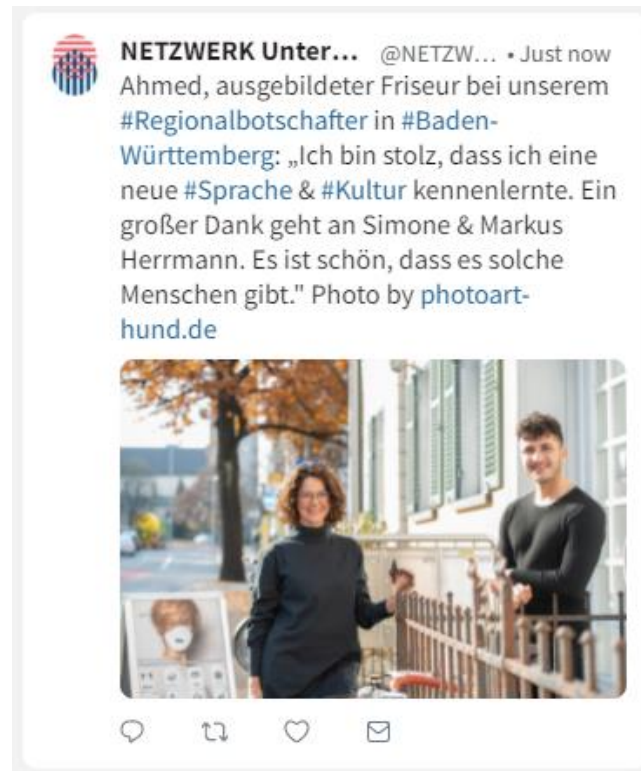 NETZWERK Unter... @NETZW... • Just now
Ahmed, ausgebildeter Friseur bei unserem
#Regionalbotschafter in #Baden-
Württemberg: „Ich bin stolz, dass ich eine
neue #Sprache & #Kultur kennenlernte. Ein
großer Dank geht an Simone & Markus
Herrmann. Es ist schön, dass es solche
Menschen gibt." Photo by photoart-
hund.de